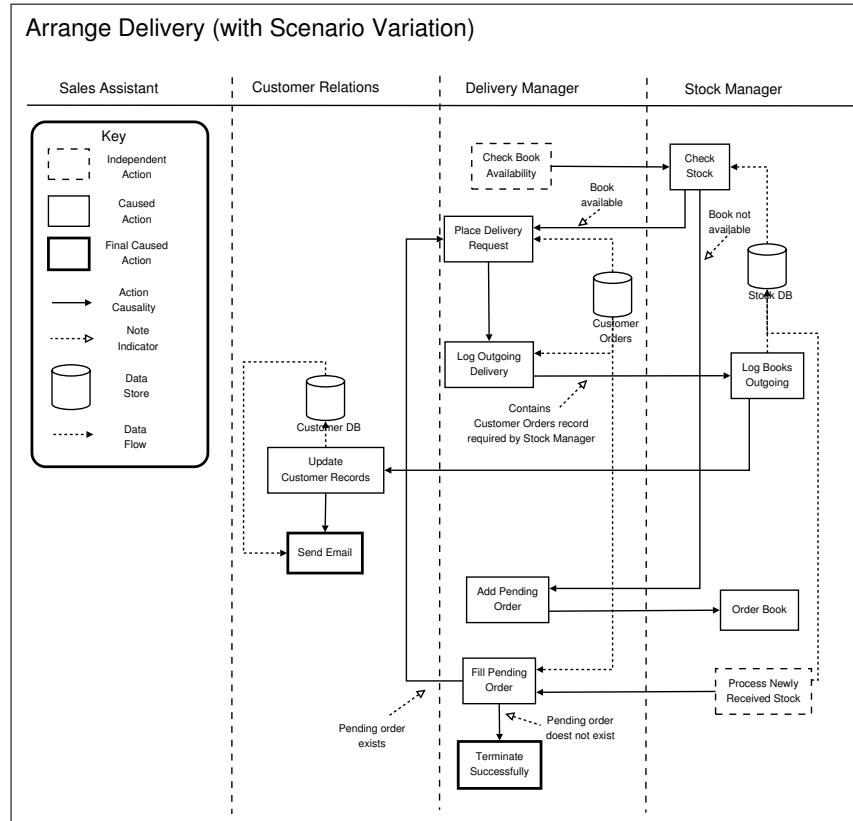 Arrange Delivery (with Scenario Variation)
Sales Assistant
Customer Relations
Delivery Manager
Stock Manager
Key
Independent
Action
Caused
Action
Final Caused
Action
Action
Causality
Note
Indicator
Data
Store
Data
Flow
Check Book
Availability
Check
Stock
Book
available
Book not
available
Place Delivery
Request
Stock DB
Customer
Orders
Log Outgoing
Delivery
Log Books
Outgoing
Contains
Customer Orders record
required by Stock Manager
Customer DB
Update
Customer Records
Send Email
Add Pending
Order
Order Book
Fill Pending
Order
Process Newly
Received Stock
Pending order
exists
Pending order
doest not exist
Terminate
Successfully